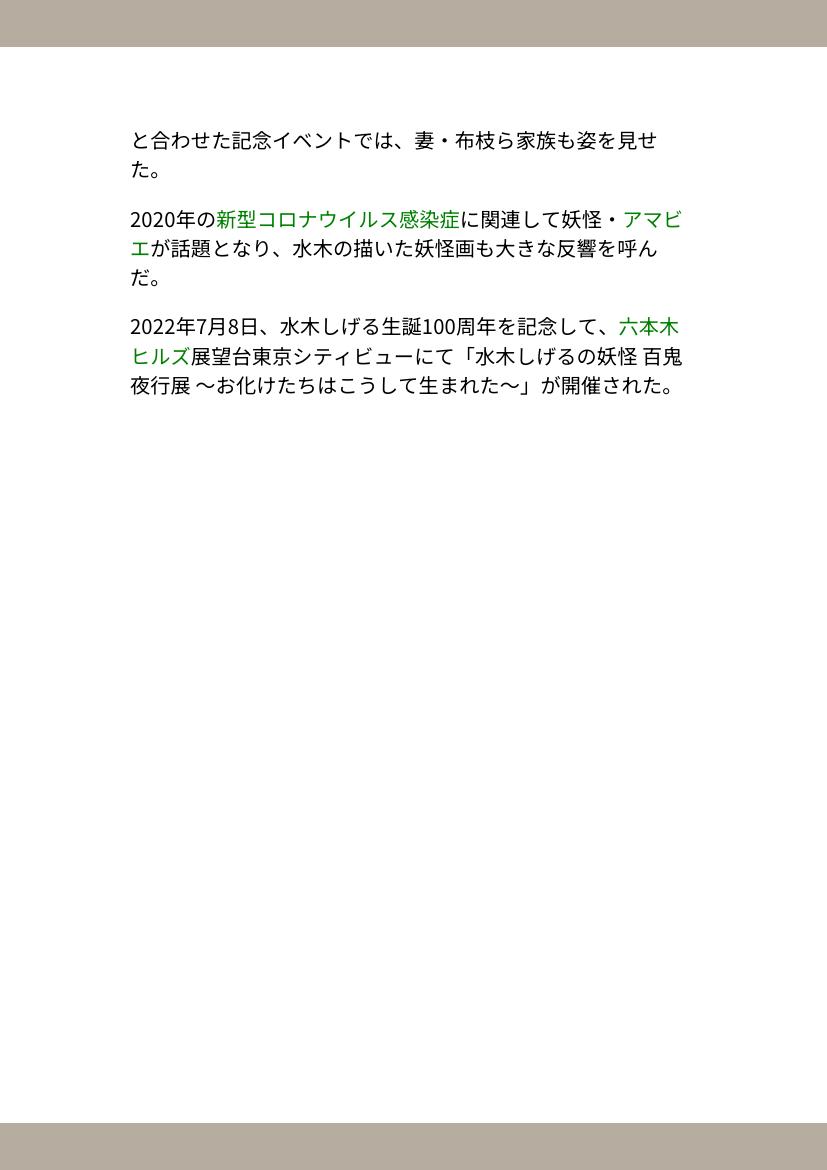 と合わせた記念イベントでは、妻・布枝ら家族も姿を見せ
た。
2020年の新型コロナウイルス感染症に関連して妖怪・アマビ
エが話題となり、水木の描いた妖怪画も大きな反響を呼ん
だ。
2022年7月8日、水木しげる生誕100周年を記念して、六本木
ヒルズ展望台東京シティビューにて「水木しげるの妖怪 百鬼
夜行展 〜お化けたちはこうして生まれた〜」が開催された。